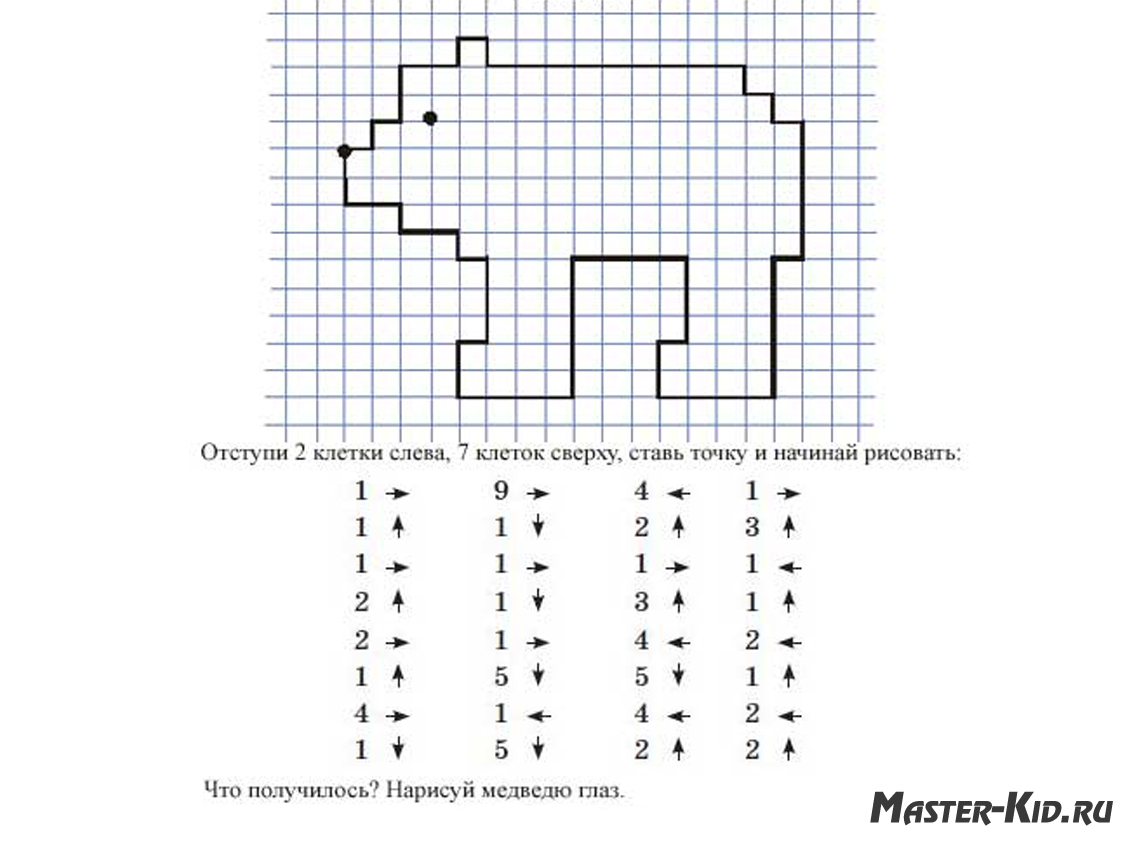 Отступи 2 клетки слева, 7 клеток сверху, ставь точку и начинай рисовать:
1 → 9 → 4 ← 1 →
1 ↑ 1 ↓ 2 ↑ 3 ↑
1 → 1 → 1 → 1 ←
2 ↑ 1 ↓ 3 ↑ 1 ↑
2 → 1 → 4 ← 2 ←
1 ↑ 5 ↓ 5 ↓ 1 ↑
4 → 1 ← 4 ← 2 ←
1 ↓ 5 ↓ 2 ↑ 2 ↑
Что получилось? Нарисуй медведю глаз.
MASTER-KID.RU